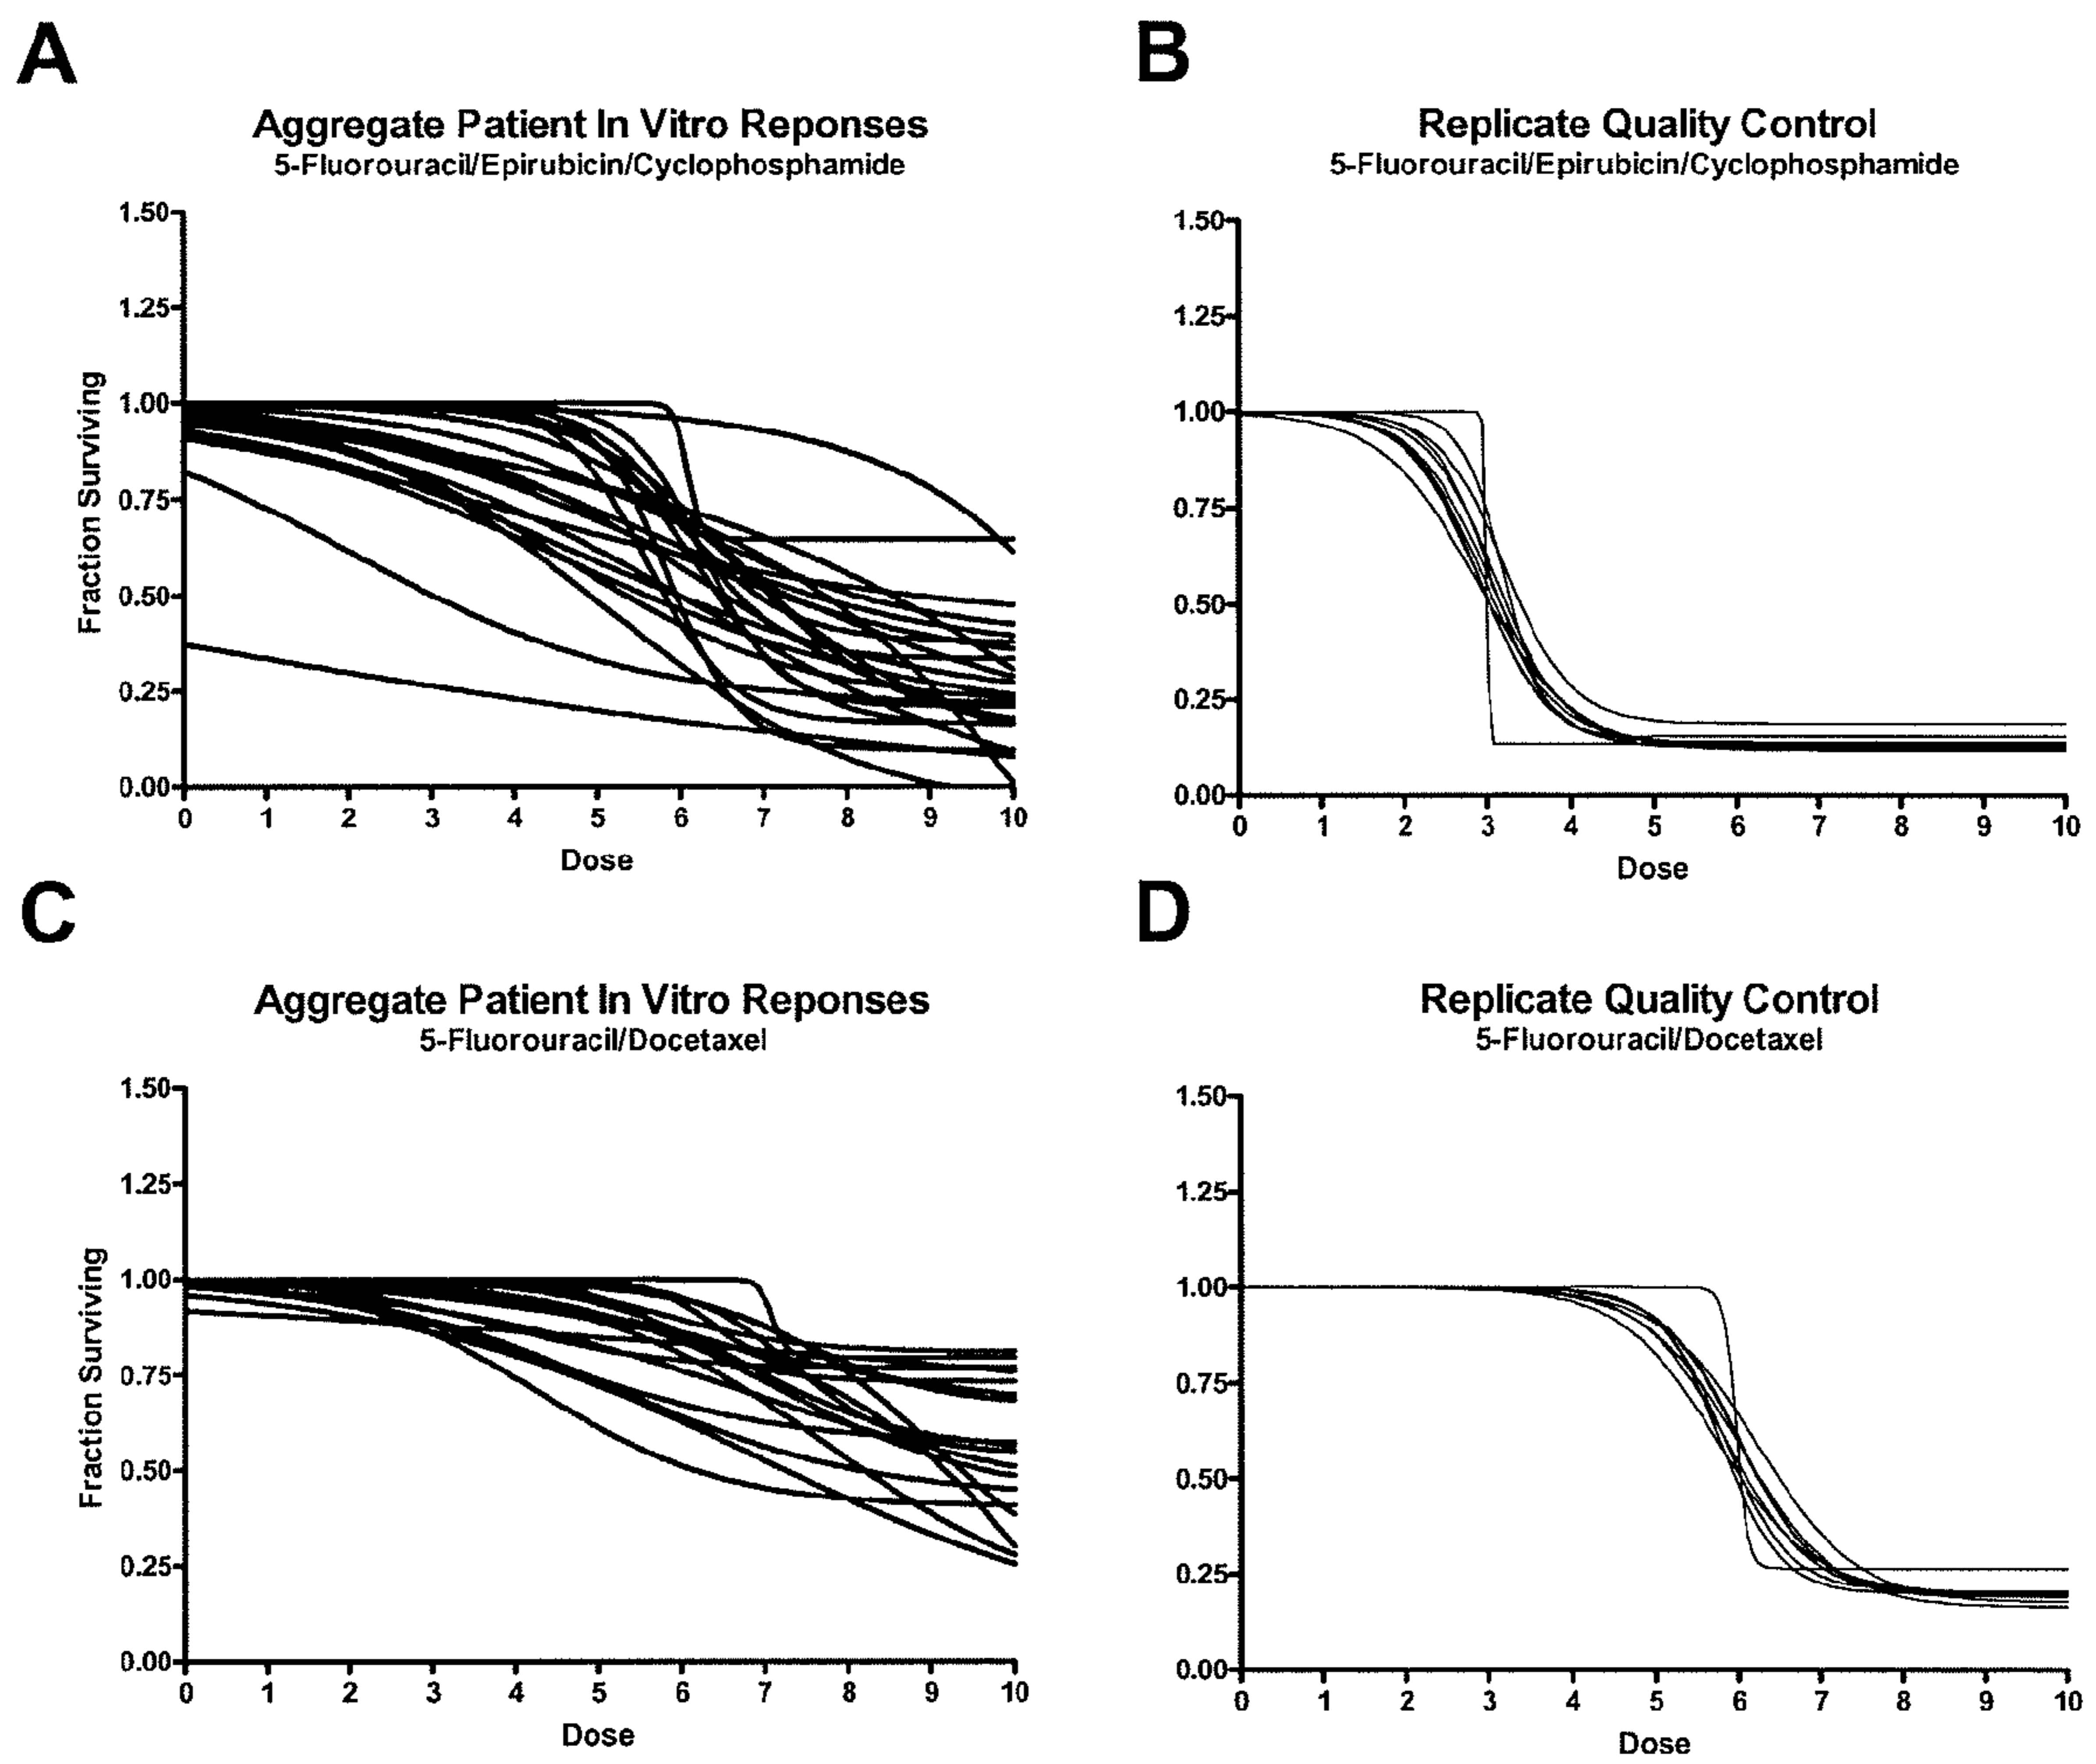 A
Aggregate Patient In Vitro Reponses
5-Fluorouracil/Epirubicin/Cyclophosphamide
1.50
1.25
1.00
0.75
0.50
0.25
0.00
Fraction Surviving
0 1 2 3 4 5 6 7 8 9 10
Dose
B
Replicate Quality Control
5-Fluorouracil/Epirubicin/Cyclophosphamide
1.50
1.25
1.00
0.75
0.50
0.25
0.00
0 1 2 3 4 5 6 7 8 9 10
Dose
C
Aggregate Patient In Vitro Reponses
5-Fluorouracil/Docetaxel
1.50
1.25
1.00
0.75
0.50
0.25
0.00
Fraction Surviving
0 1 2 3 4 5 6 7 8 9 10
Dose
D
Replicate Quality Control
5-Fluorouracil/Docetaxel
1.50
1.25
1.00
0.75
0.50
0.25
0.00
0 1 2 3 4 5 6 7 8 9 10
Dose